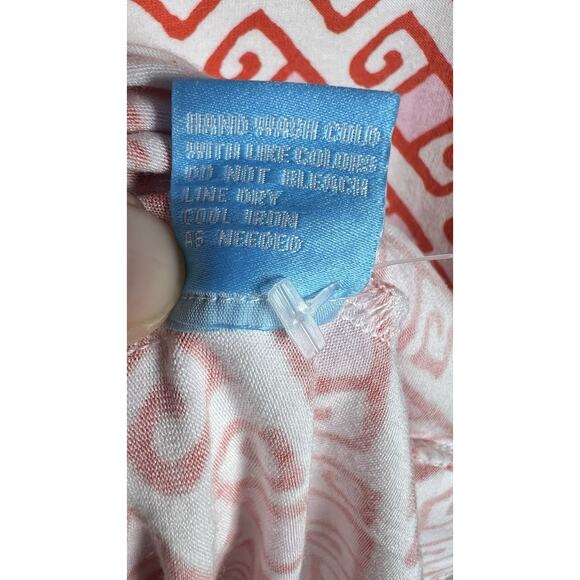 HAND WASH COLD
WITH LIKE COLORS
DO NOT BLEACH
LINE DRY
COOL IRON
AS NEEDED